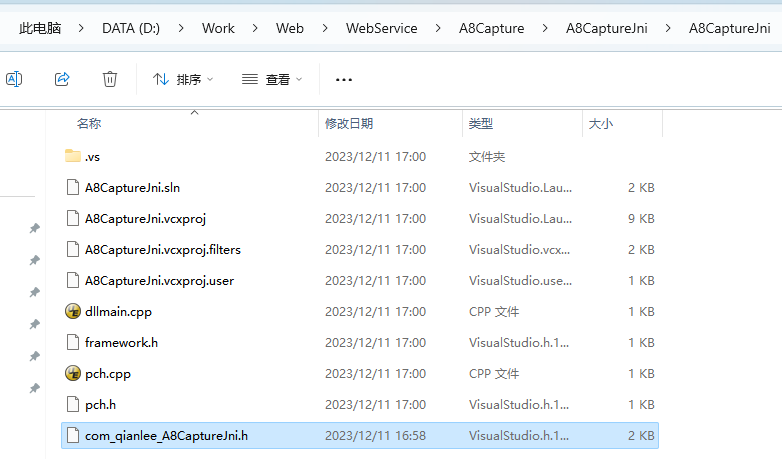 此电脑 > DATA (D:) > Work > Web > WebService > A8Capture > A8CaptureJni > A8CaptureJni
A 排序 查看 ...
名称 修改日期 类型 大小
.vs 2023/12/11 17:00 文件夹
A8CaptureJni.sln 2023/12/11 17:00 VisualStudio.Lau... 2 KB
A8CaptureJni.vcxproj 2023/12/11 17:00 VisualStudio.Lau... 9 KB
A8CaptureJni.vcxproj.filters 2023/12/11 17:00 VisualStudio.vcx... 2 KB
A8CaptureJni.vcxproj.user 2023/12/11 17:00 VisualStudio.use... 1 KB
dllmain.cpp 2023/12/11 17:00 CPP 文件 1 KB
framework.h 2023/12/11 17:00 VisualStudio.h.1... 1 KB
pch.cpp 2023/12/11 17:00 CPP 文件 1 KB
pch.h 2023/12/11 17:00 VisualStudio.h.1... 1 KB
com_qianlee_A8CaptureJni.h 2023/12/11 16:58 VisualStudio.h.1... 2 KB